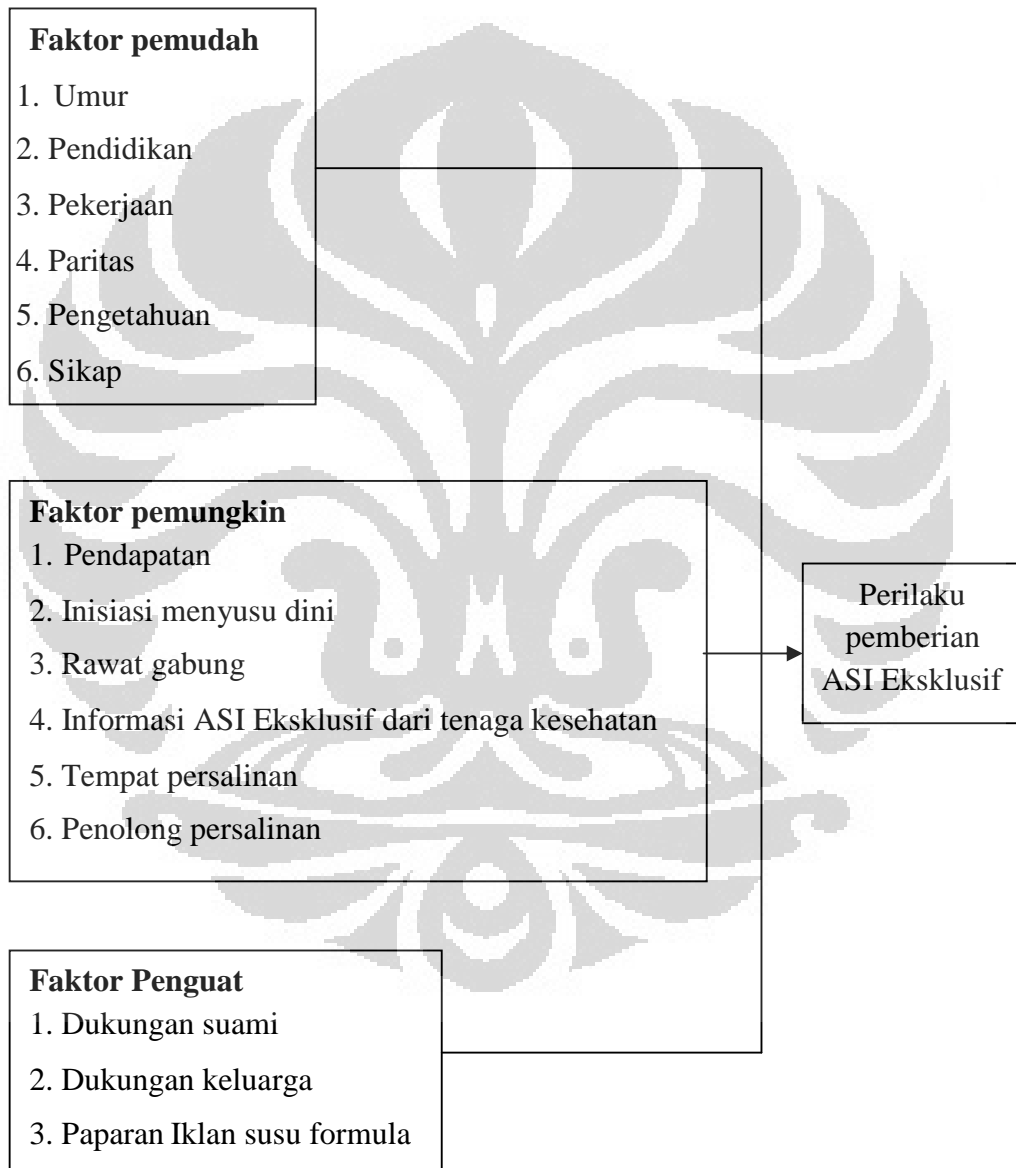 Faktor pemudah
1. Umur
2. Pendidikan
3. Pekerjaan
4. Paritas
5. Pengetahuan
6. Sikap
Faktor pemungkin
1. Pendapatan
2. Inisiasi menyusu dini
3. Rawat gabung
4. Informasi ASI Eksklusif dari tenaga kesehatan
5. Tempat persalinan
6. Penolong persalinan
Perilaku
pemberian
ASI Eksklusif
Faktor Penguat
1. Dukungan suami
2. Dukungan keluarga
3. Paparan Iklan susu formula